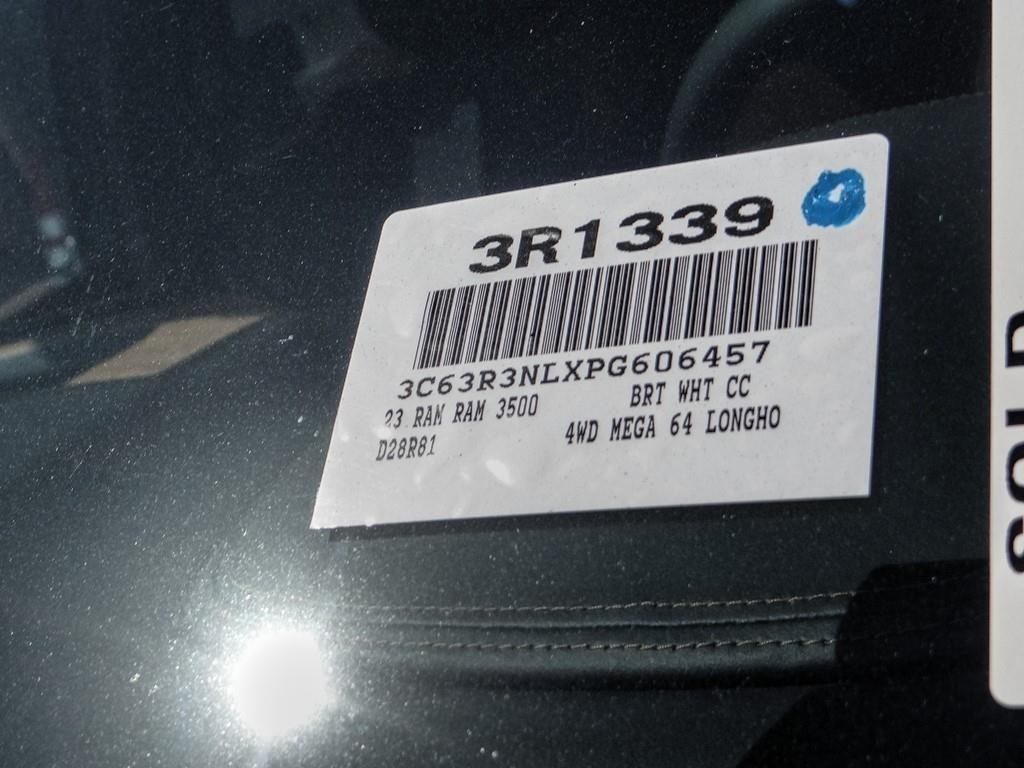 3R1339
3C63R3NLXPG606457
23 RAM RAM 3500 BRT WHT CC
D28R81 4WD MEGA 64 LONGHO